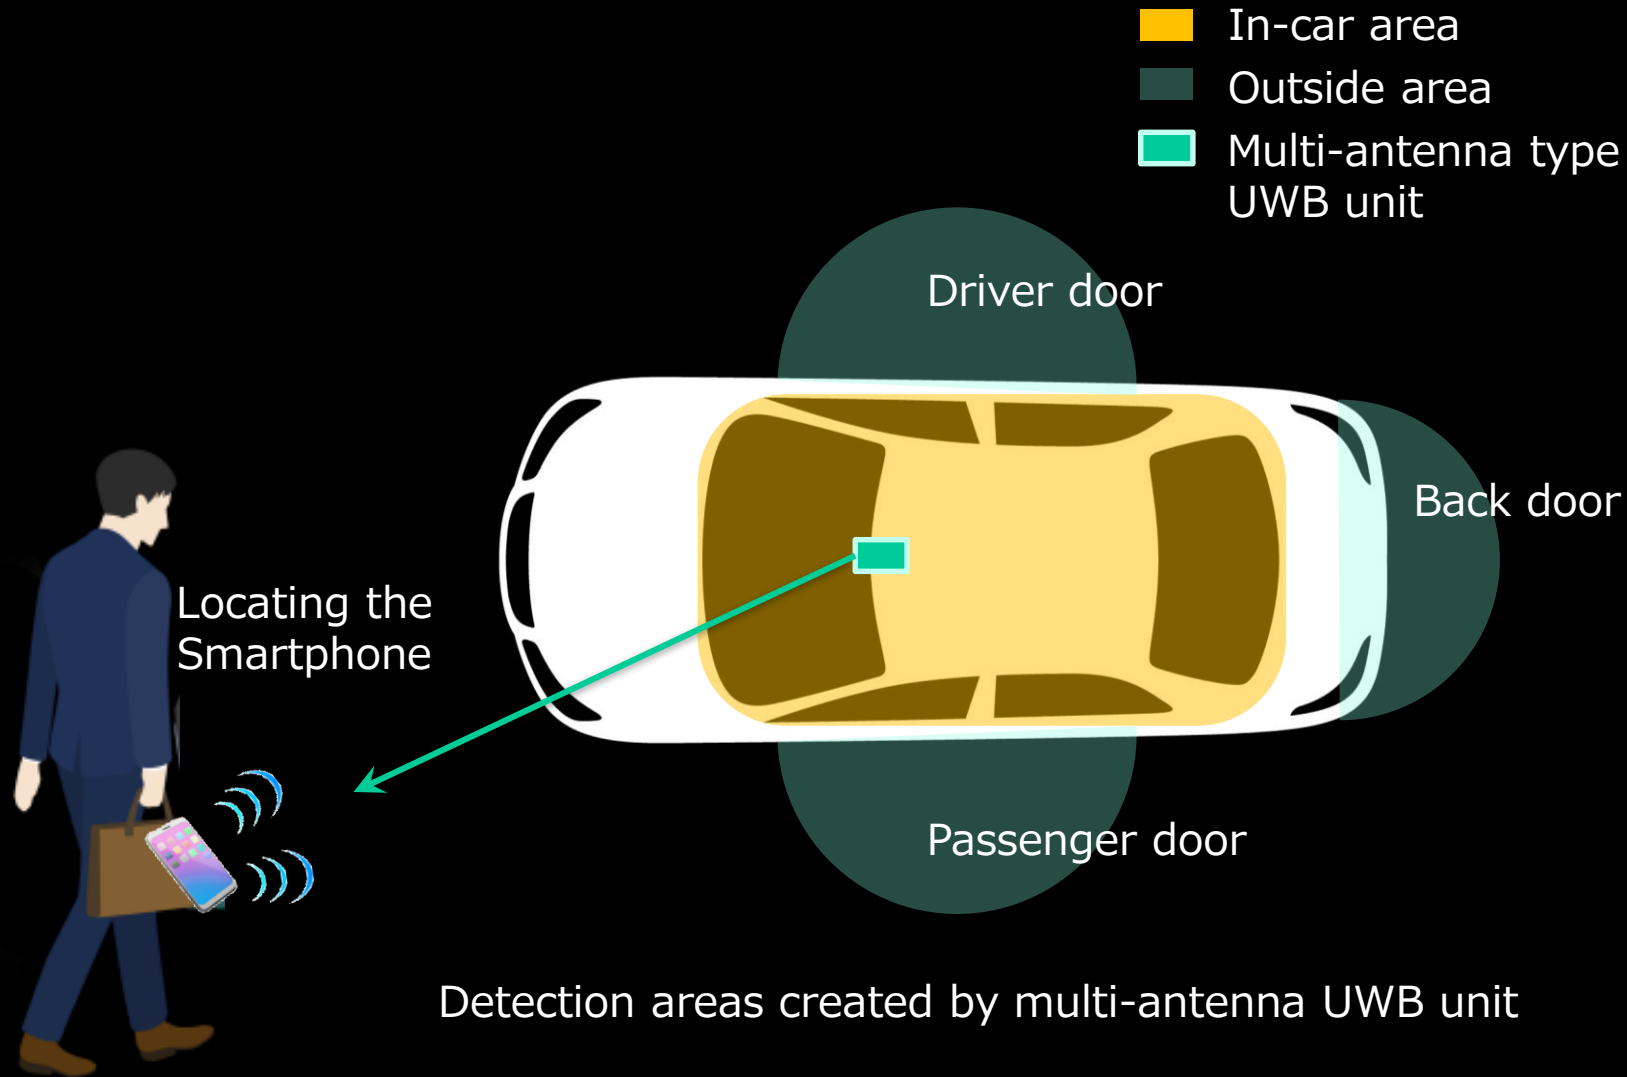 In-car area
Outside area
Multi-antenna type
UWB unit
Driver door
Back door
Locating the
Smartphone
Passenger door
Detection areas created by multi-antenna UWB unit